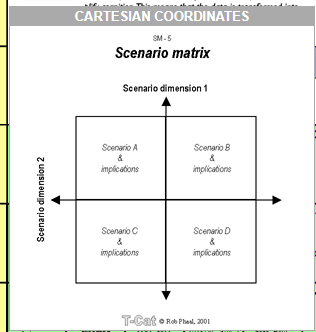 CARTESIAN COORDINATES
SM - 5
Scenario matrix
Scenario dimension 1
Scenario dimension 2
Scenario A
&
implications
Scenario B
&
implications
Scenario C
&
implications
Scenario D
&
implications
T-Cat © Rob Phaal, 2001